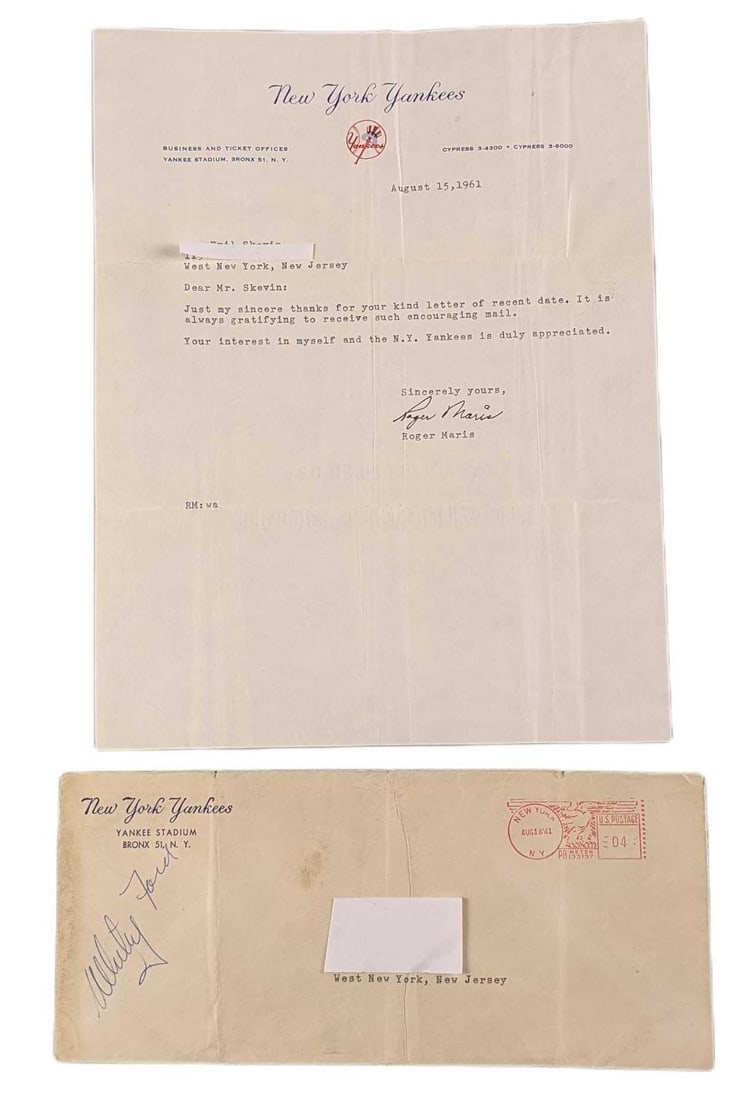 New York Yankees
BUSINESS AND TICKET OFFICES
YANKEE STADIUM, BRONX 51, N. Y.
Yankees
CYPRESS 3-4300 • CYPRESS 3-6000
August 15,1961
West New York, New Jersey
Dear Mr. Skevin:
Just my sincere thanks for your kind letter of recent date. It is
always gratifying to receive such encouraging mail.
Your interest in myself and the N.Y. Yankees is duly appreciated.
Sincerely yours,
Roger Maris
Roger Maris
RM:wa
New York Yankees
YANKEE STADIUM
BRONX 51, N. Y.
Whitey Ford
NEW YORK
AUG16'61
N.Y.
U.S. POSTAGE
04
P.B. METER
West New York, New Jersey